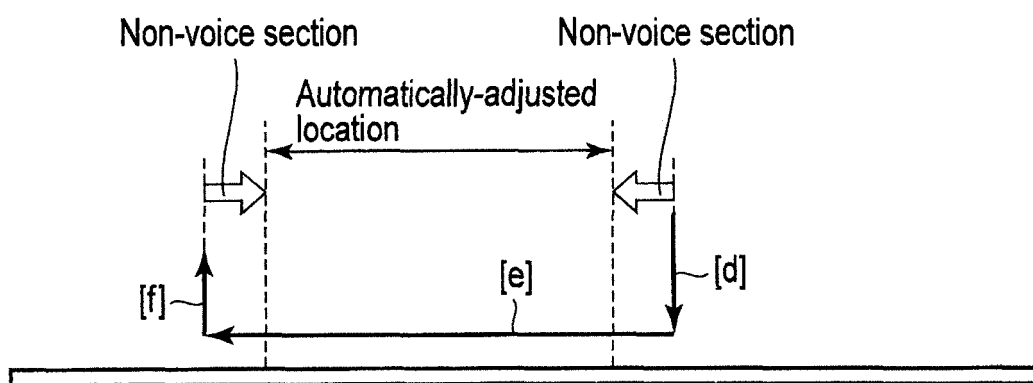 Non-voice section
Non-voice section
Automatically-adjusted
location
[f]
[e]
[d]